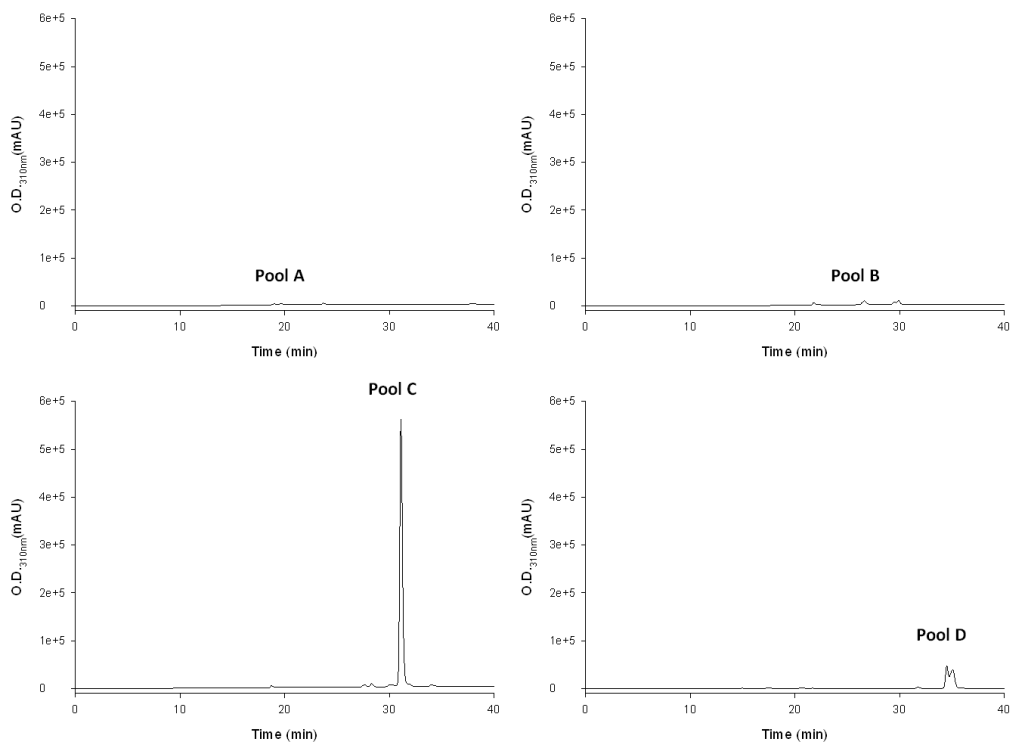 6e+5
5e+5
4e+5
3e+5
2e+5
1e+5
0
O.D.310nm(mAU)
Pool A
0 10 20 30 40
Time (min)
6e+5
5e+5
4e+5
3e+5
2e+5
1e+5
0
O.D.310nm(mAU)
Pool B
0 10 20 30 40
Time (min)
Pool C
6e+5
5e+5
4e+5
3e+5
2e+5
1e+5
0
O.D.310nm(mAU)
0 10 20 30 40
Time (min)
6e+5
5e+5
4e+5
3e+5
2e+5
1e+5
0
O.D.310nm(mAU)
Pool D
0 10 20 30 40
Time (min)